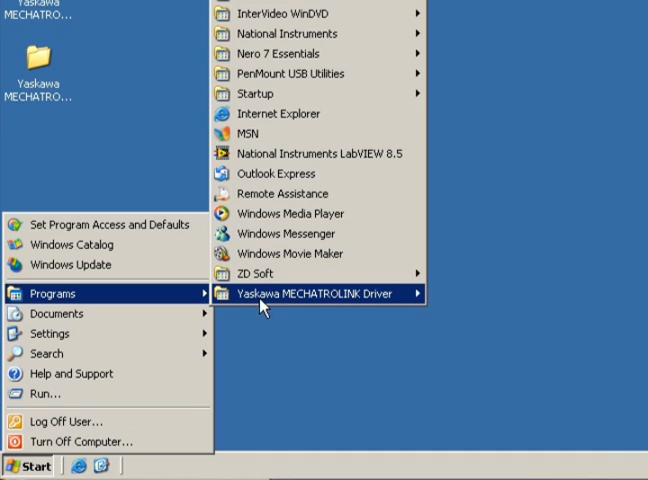 Yaskawa
MECHATRO...
Yaskawa
MECHATRO...
InterVideo WinDVD
National Instruments
Nero 7 Essentials
PenMount USB Utilities
Startup
Internet Explorer
MSN
National Instruments LabVIEW 8.5
Outlook Express
Remote Assistance
Windows Media Player
Windows Messenger
Windows Movie Maker
ZD Soft
Yaskawa MECHATROLINK Driver
Set Program Access and Defaults
Windows Catalog
Windows Update
Programs
Documents
Settings
Search
Help and Support
Run...
Log Off User...
Turn Off Computer...
Start